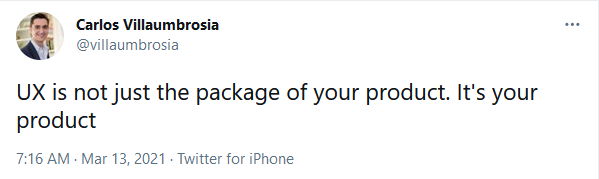 Carlos Villaumbrosia
@villaumbrosia
UX is not just the package of your product. It's your
product
7:16 AM · Mar 13, 2021 · Twitter for iPhone